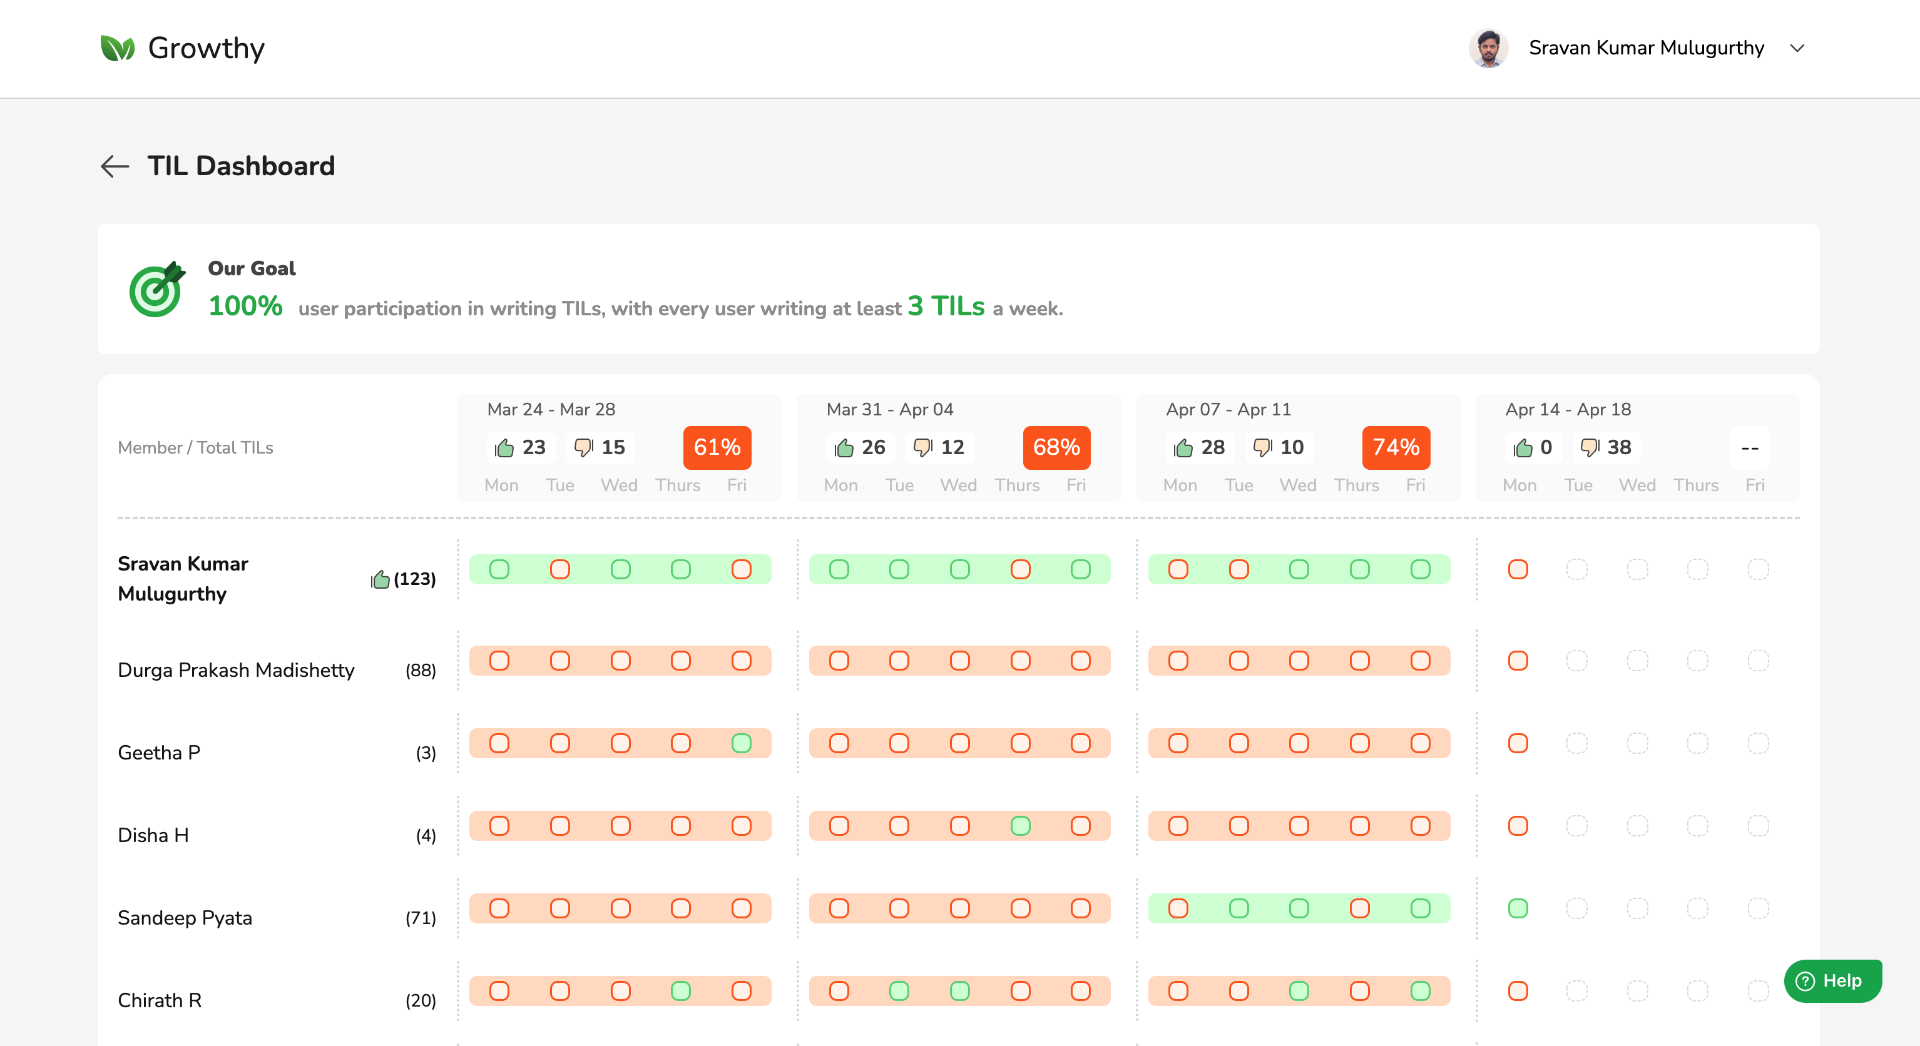 Growthy
Sravan Kumar Mulugurthy
TIL Dashboard
Our Goal
100% user participation in writing TILs, with every user writing at least 3 TILs a week.
Member / Total TILs
Mar 24 - Mar 28
23 15 61%
Mon Tue Wed Thurs Fri
Mar 31 - Apr 04
26 12 68%
Mon Tue Wed Thurs Fri
Apr 07 - Apr 11
28 10 74%
Mon Tue Wed Thurs Fri
Apr 14 - Apr 18
0 38 --
Mon Tue Wed Thurs Fri
Sravan Kumar
Mulugurthy
(123)
Durga Prakash Madishetty (88)
Geetha P (3)
Disha H (4)
Sandeep Pyata (71)
Chirath R (20)
Help